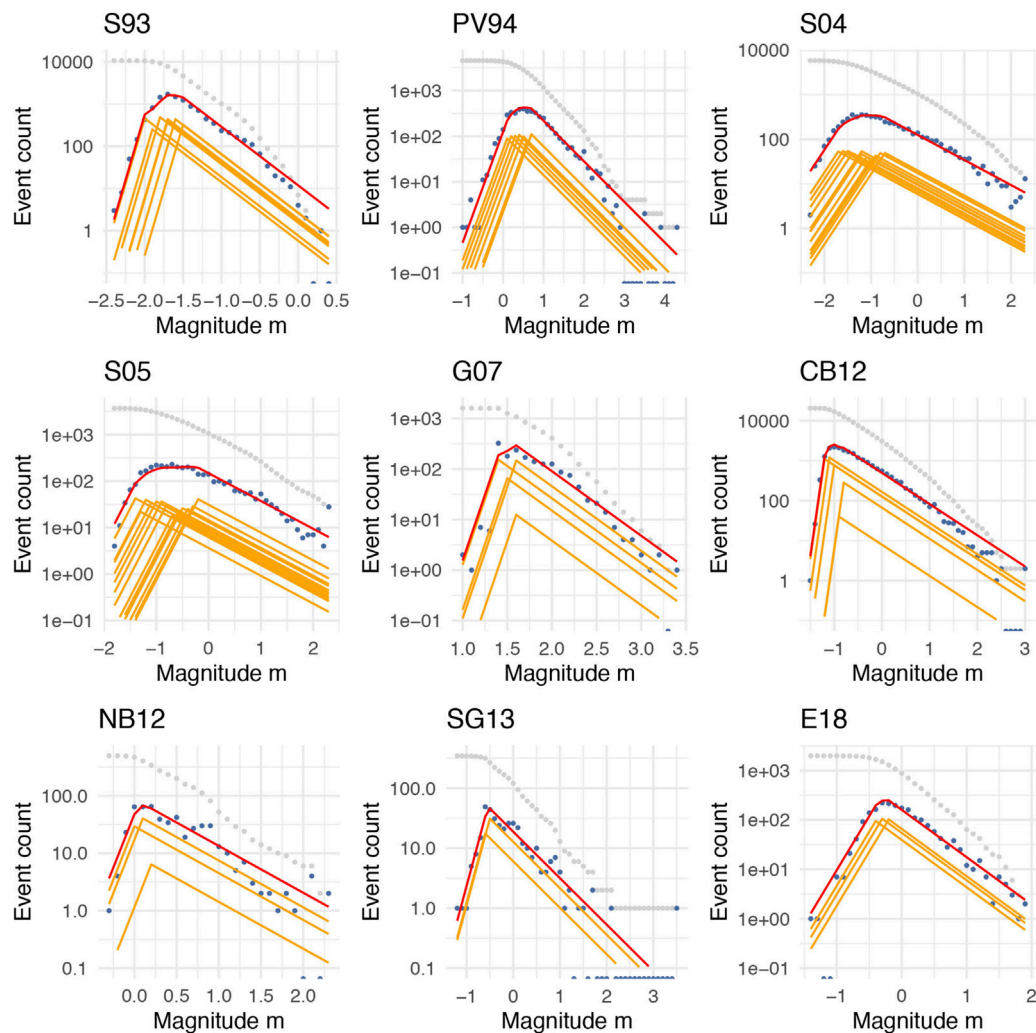 S93
PV94
S04
Event count
10000
100
1
−2.5 −2.0 −1.5 −1.0 −0.5 0.0 0.5
Magnitude m
Event count
1e+03
1e+02
1e+01
1e+00
1e−01
−1 0 1 2 3 4
Magnitude m
Event count
10000
100
1
−2 −1 0 1 2
Magnitude m
S05
G07
CB12
Event count
1e+03
1e+02
1e+01
1e+00
1e−01
−2 −1 0 1 2
Magnitude m
Event count
1e+03
1e+02
1e+01
1e+00
1e−01
1.0 1.5 2.0 2.5 3.0 3.5
Magnitude m
Event count
10000
100
1
−1 0 1 2 3
Magnitude m
NB12
SG13
E18
Event count
100.0
10.0
1.0
0.1
0.0 0.5 1.0 1.5 2.0
Magnitude m
Event count
100.0
10.0
1.0
0.1
−1 0 1 2 3
Magnitude m
Event count
1e+03
1e+02
1e+01
1e+00
1e−01
−1 0 1 2
Magnitude m